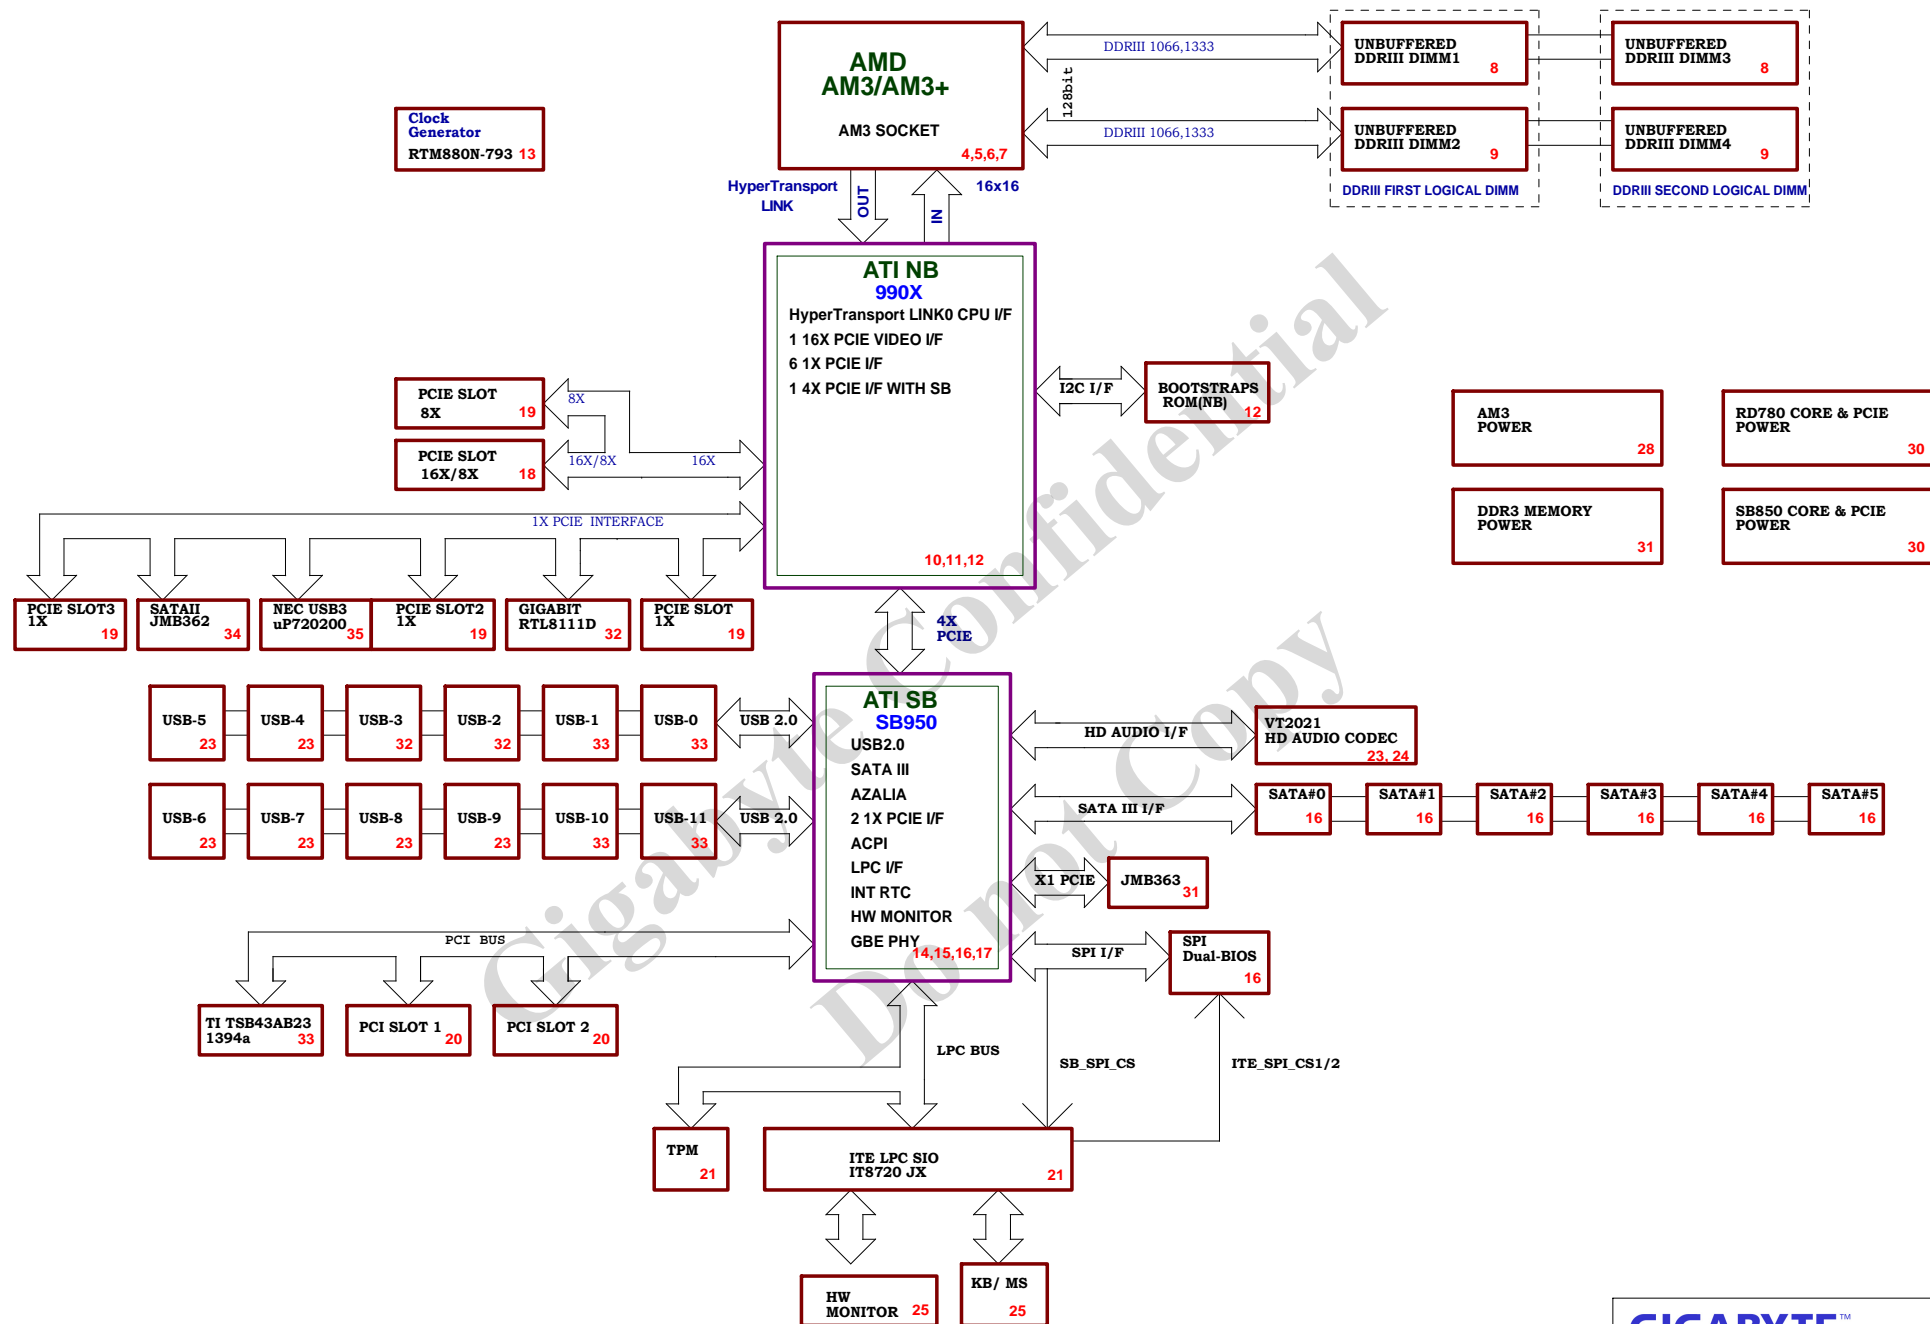 AMD
AM3/AM3+
AM3 SOCKET
4,5,6,7
DDRIII 1066,1333
128bit
DDRIII 1066,1333
UNBUFFERED
DDRIII DIMM1
8
UNBUFFERED
DDRIII DIMM3
8
UNBUFFERED
DDRIII DIMM2
9
UNBUFFERED
DDRIII DIMM4
9
DDRIII FIRST LOGICAL DIMM
DDRIII SECOND LOGICAL DIMM
Clock
Generator
RTM880N-793 13
HyperTransport
LINK
OUT
IN
16x16
ATI NB
990X
HyperTransport LINK0 CPU I/F
1 16X PCIE VIDEO I/F
6 1X PCIE I/F
1 4X PCIE I/F WITH SB
10,11,12
I2C I/F
BOOTSTRAPS
ROM(NB)
12
PCIE SLOT
8X
19
8X
PCIE SLOT
16X/8X
18
16X/8X
16X
AM3
POWER
28
RD780 CORE & PCIE
POWER
30
DDR3 MEMORY
POWER
31
SB850 CORE & PCIE
POWER
30
1X PCIE INTERFACE
PCIE SLOT3
1X
19
SATAII
JMB362
34
NEC USB3
uP720200
35
PCIE SLOT2
1X
19
GIGABIT
RTL8111D
32
PCIE SLOT
1X
19
4X
PCIE
ATI SB
SB950
USB2.0
SATA III
AZALIA
2 1X PCIE I/F
ACPI
LPC I/F
INT RTC
HW MONITOR
GBE PHY
14,15,16,17
USB-5
23
USB-4
23
USB-3
32
USB-2
32
USB-1
33
USB-0
33
USB 2.0
USB-6
23
USB-7
23
USB-8
23
USB-9
23
USB-10
33
USB-11
33
USB 2.0
HD AUDIO I/F
VT2021
HD AUDIO CODEC
23, 24
SATA III I/F
SATA#0
16
SATA#1
16
SATA#2
16
SATA#3
16
SATA#4
16
SATA#5
16
X1 PCIE
JMB363
31
SPI I/F
SPI
Dual-BIOS
16
PCI BUS
TI TSB43AB23
1394a
33
PCI SLOT 1
20
PCI SLOT 2
20
LPC BUS
SB_SPI_CS
ITE_SPI_CS1/2
TPM
21
ITE LPC SIO
IT8720 JX
21
HW
MONITOR
25
KB/ MS
25
Gigabyte Confidential
Do not Copy
GIGABYTE™